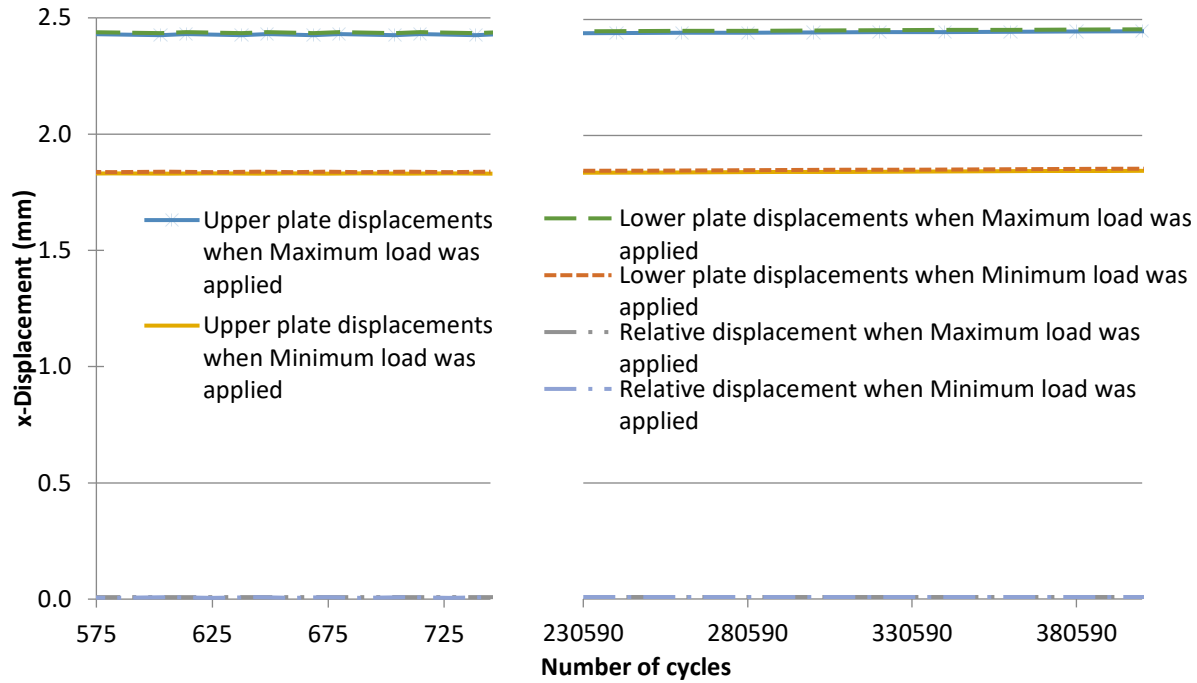 2.5
2.0
1.5
1.0
0.5
0.0
x-Displacement (mm)
Upper plate displacements
when Maximum load was
applied
Upper plate displacements
when Minimum load was
applied
Lower plate displacements when Maximum load was
applied
Lower plate displacements when Minimum load was
applied
Relative displacement when Maximum load was
applied
Relative displacement when Minimum load was
applied
575 625 675 725 230590 280590 330590 380590
Number of cycles